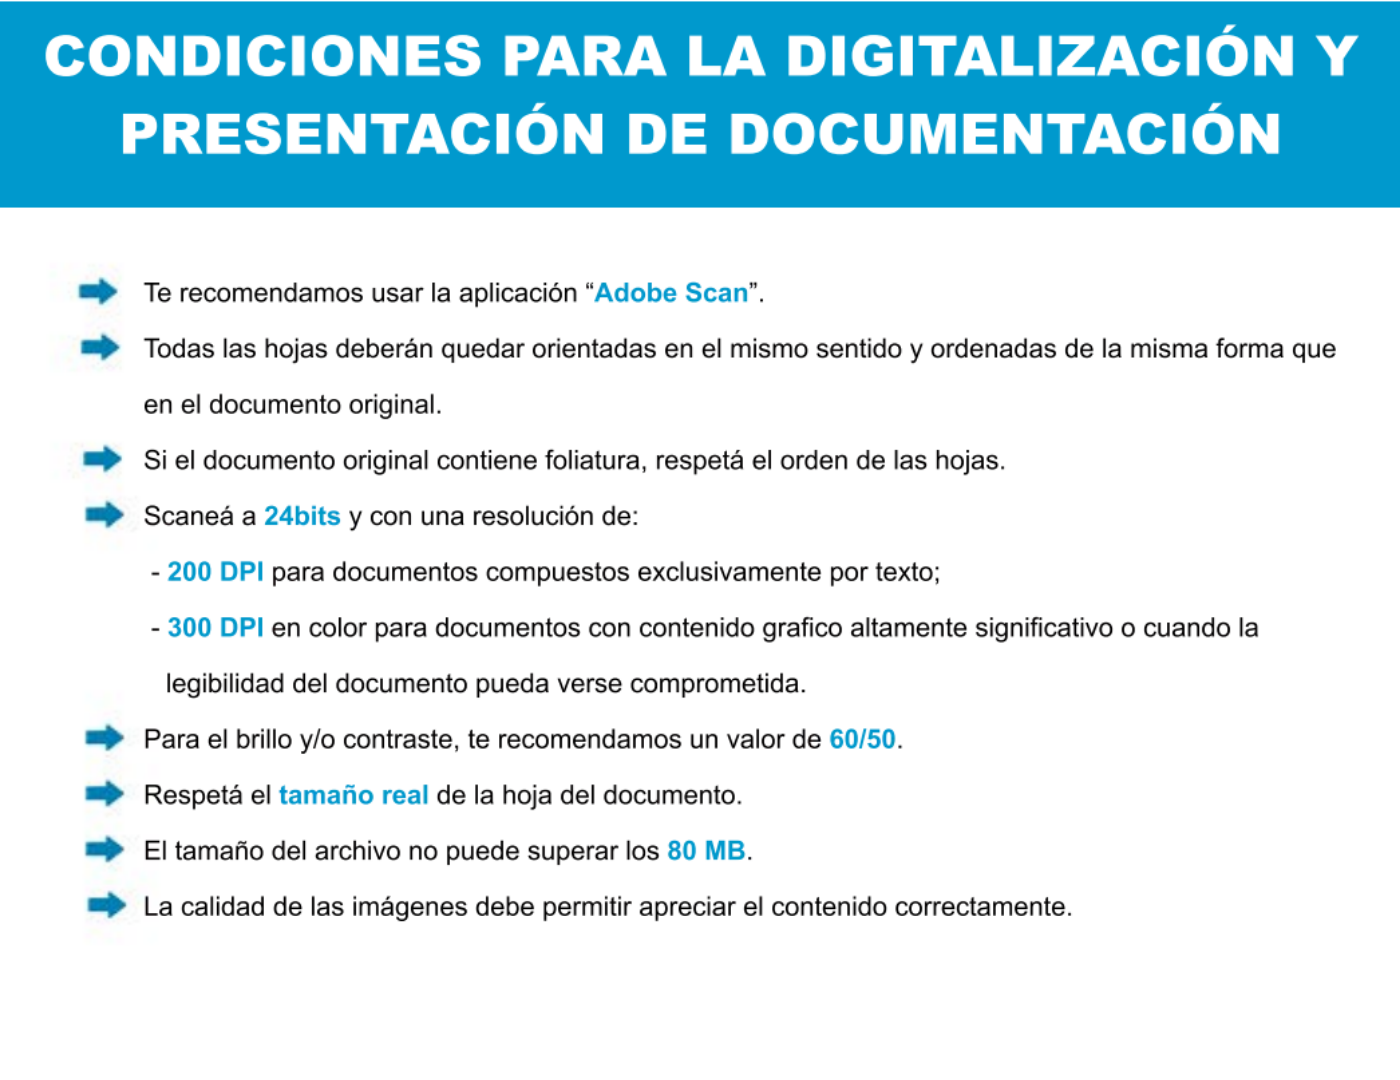 CONDICIONES PARA LA DIGITALIZACIÓN Y
PRESENTACIÓN DE DOCUMENTACIÓN
Te recomendamos usar la aplicación “Adobe Scan”.
Todas las hojas deberán quedar orientadas en el mismo sentido y ordenadas de la misma forma que
en el documento original.
Si el documento original contiene foliatura, respetá el orden de las hojas.
Scaneá a 24bits y con una resolución de:
- 200 DPI para documentos compuestos exclusivamente por texto;
- 300 DPI en color para documentos con contenido grafico altamente significativo o cuando la
legibilidad del documento pueda verse comprometida.
Para el brillo y/o contraste, te recomendamos un valor de 60/50.
Respetá el tamaño real de la hoja del documento.
El tamaño del archivo no puede superar los 80 MB.
La calidad de las imágenes debe permitir apreciar el contenido correctamente.